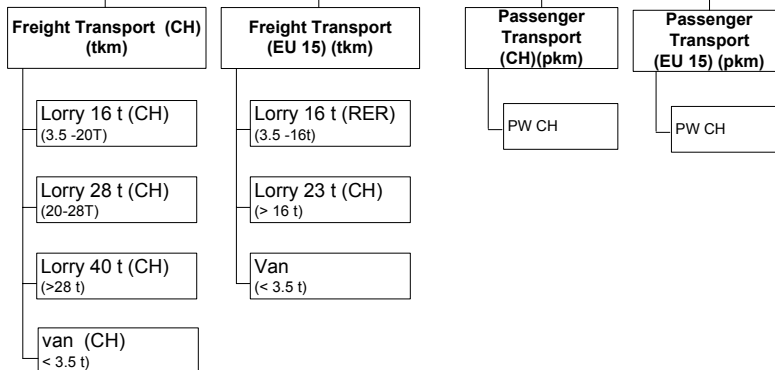 Freight Transport (CH)
(tkm)
Lorry 16 t (CH)
(3.5 -20T)
Lorry 28 t (CH)
(20-28T)
Lorry 40 t (CH)
(>28 t)
van (CH)
< 3.5 t)
Freight Transport
(EU 15) (tkm)
Lorry 16 t (RER)
(3.5 -16t)
Lorry 23 t (CH)
(> 16 t)
Van
(< 3.5 t)
Passenger
Transport
(CH)(pkm)
PW CH
Passenger
Transport
(EU 15) (pkm)
PW CH